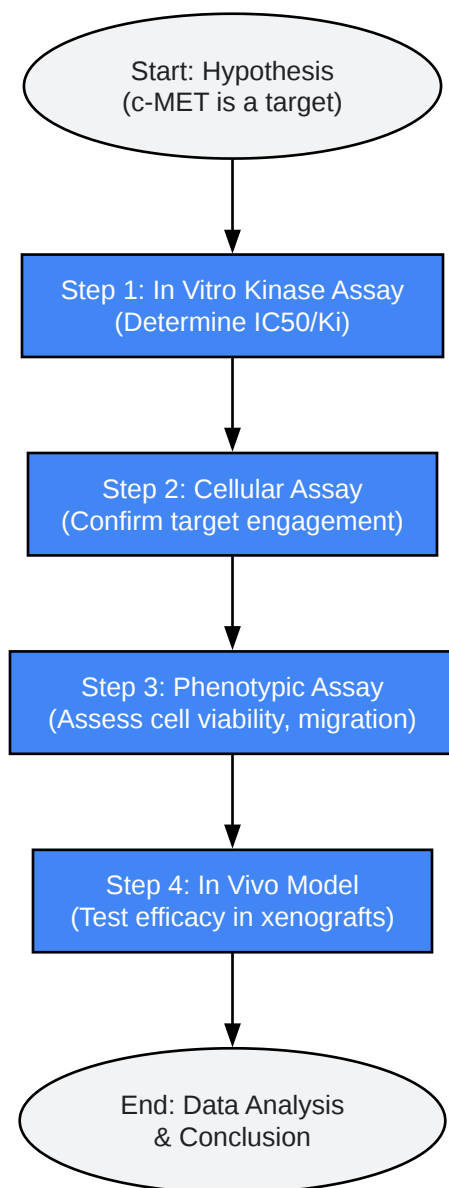 Start: Hypothesis
(c-MET is a target)
Step 1: In Vitro Kinase Assay
(Determine IC50/Ki)
Step 2: Cellular Assay
(Confirm target engagement)
Step 3: Phenotypic Assay
(Assess cell viability, migration)
Step 4: In Vivo Model
(Test efficacy in xenografts)
End: Data Analysis
& Conclusion